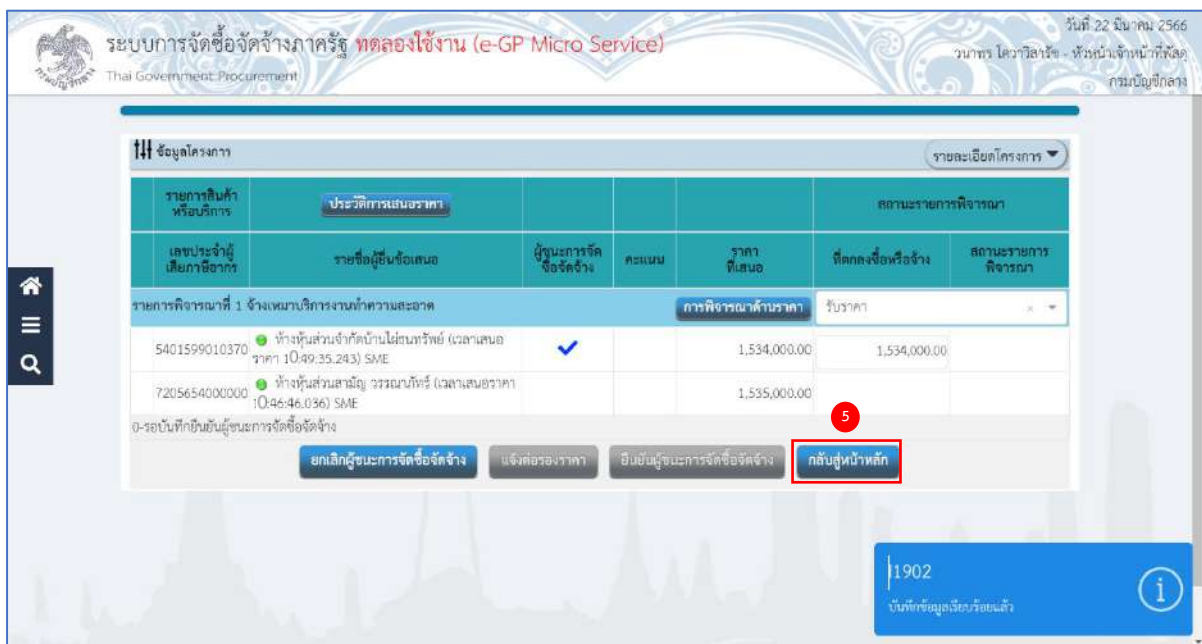 วันที่ 22 มีนาคม 2566
ระบบการจัดซื้อจัดจ้างภาครัฐ ทดลองใช้งาน (e-GP Micro Service)
วนาพร โควาวิสารัช - หัวหน้าเจ้าหน้าที่พัสดุ
Thai Government Procurement
กรมบัญชีกลาง
กรมบัญชีกลาง
ข้อมูลโครงการ
รายละเอียดโครงการ
รายการสินค้า
หรือบริการ
ประวัติการเสนอราคา
สถานะรายการพิจารณา
เลขประจำตัวผู้
เสียภาษีอากร
รายชื่อผู้ยื่นข้อเสนอ
ผู้ชนะการจัด
ซื้อจัดจ้าง
คะแนน
ราคา
ที่เสนอ
ที่ตกลงซื้อหรือจ้าง
สถานะรายการ
พิจารณา
รายการพิจารณาที่ 1 จ้างเหมาบริการงานทำความสะอาด
การพิจารณาด้านราคา
รับราคา
5401599010370
ห้างหุ้นส่วนจำกัดบ้านไผ่ธนทรัพย์ (เวลาเสนอ
ราคา 10:49:35.243) SME
1,534,000.00
1,534,000.00
7205654000000
ห้างหุ้นส่วนสามัญ วรรณาภัทร์ (เวลาเสนอราคา
10:46:46.036) SME
1,535,000.00
0-รอบันทึกยืนยันผู้ชนะการจัดซื้อจัดจ้าง
5
ยกเลิกผู้ชนะการจัดซื้อจัดจ้าง
แจ้งต่อรองราคา
ยืนยันผู้ชนะการจัดซื้อจัดจ้าง
กลับสู่หน้าหลัก
I1902
บันทึกข้อมูลเรียบร้อยแล้ว